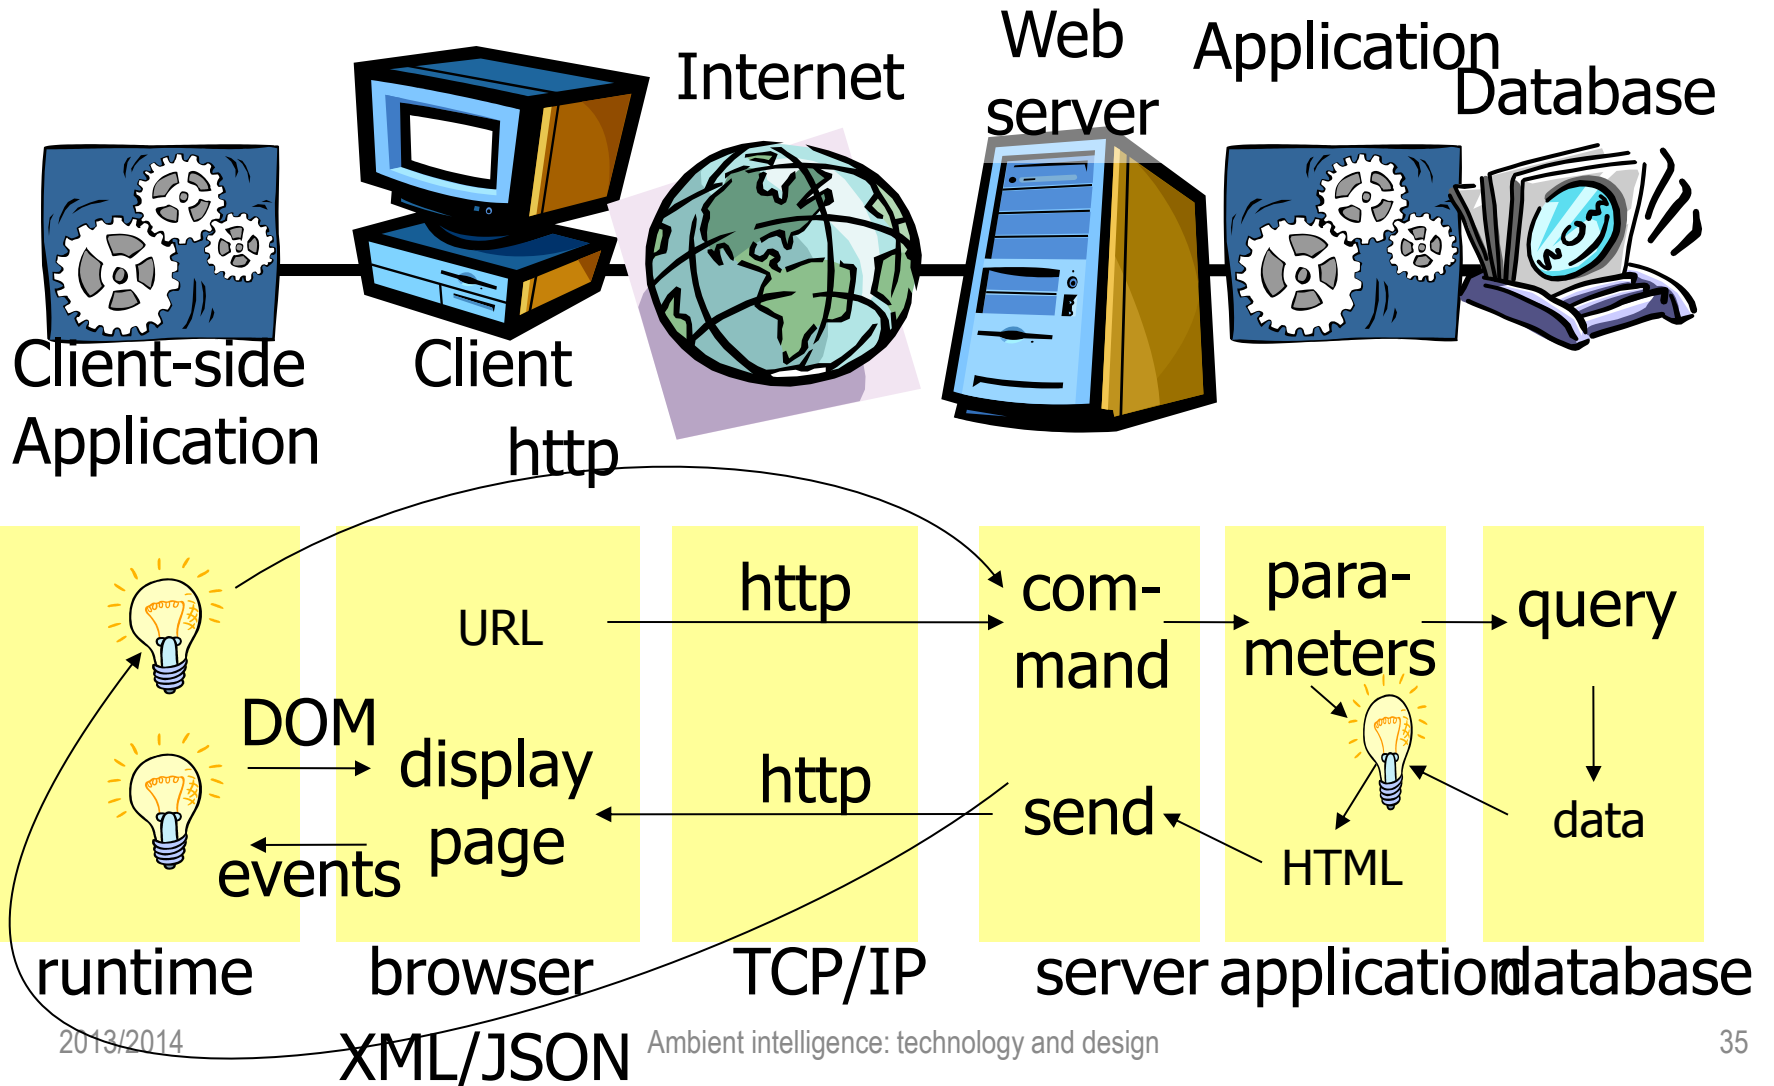 Internet
Web
server
Application
Database
Client-side
Application
Client
http
URL
http
com-
mand
para-
meters
query
DOM
display
page
events
http
send
HTML
data
runtime
browser
TCP/IP
server
application
database
XML/JSON
2013/2014
Ambient intelligence: technology and design
35